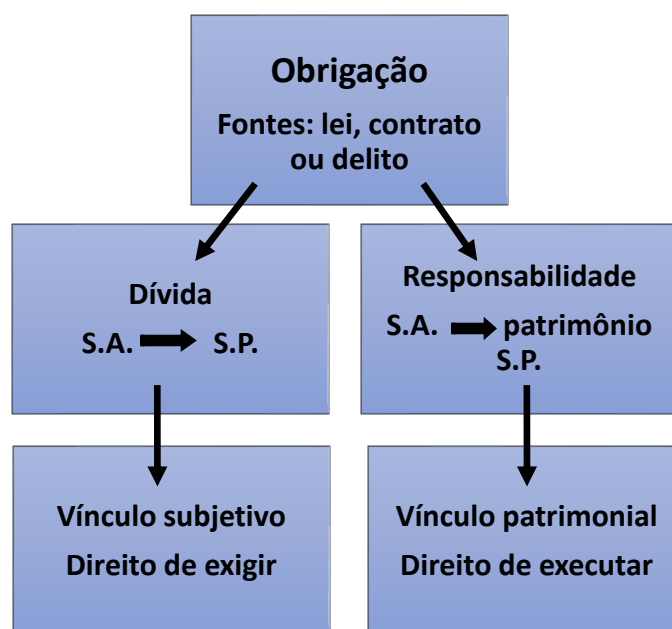 Obrigação
Fontes: lei, contrato
ou delito
Dívida
S.A. S.P.
Responsabilidade
S.A. patrimônio
S.P.
Vínculo subjetivo
Direito de exigir
Vínculo patrimonial
Direito de executar